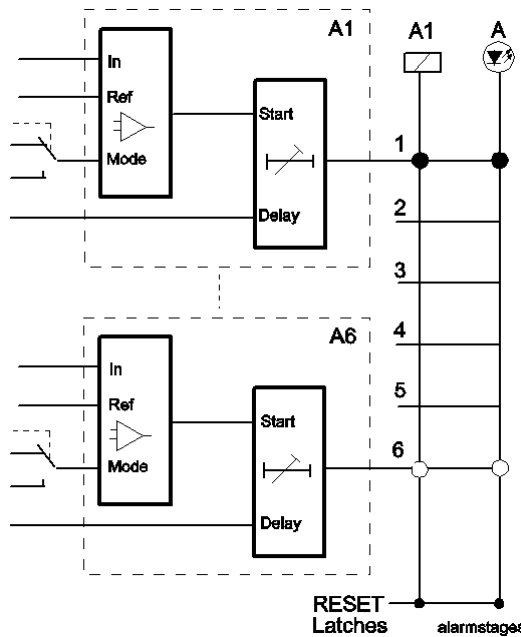 A1
A1
A
In
Ref
Mode
Start
Delay
1
2
3
4
5
6
A6
In
Ref
Mode
Start
Delay
RESET
Latches
alarmstages